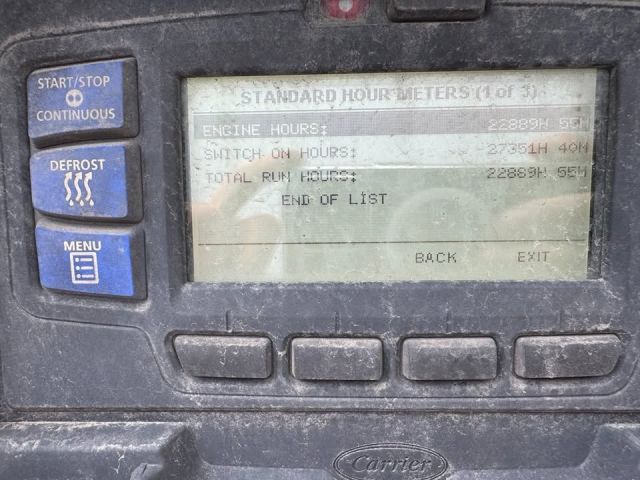 START/STOP
CONTINUOUS
DEFROST
MENU
STANDARD HOUR METERS (1 of 3)
ENGINE HOURS: 22889H 55M
SWITCH ON HOURS: 27351H 40M
TOTAL RUN HOURS: 22889H 55M
END OF LIST
BACK EXIT
Carrier